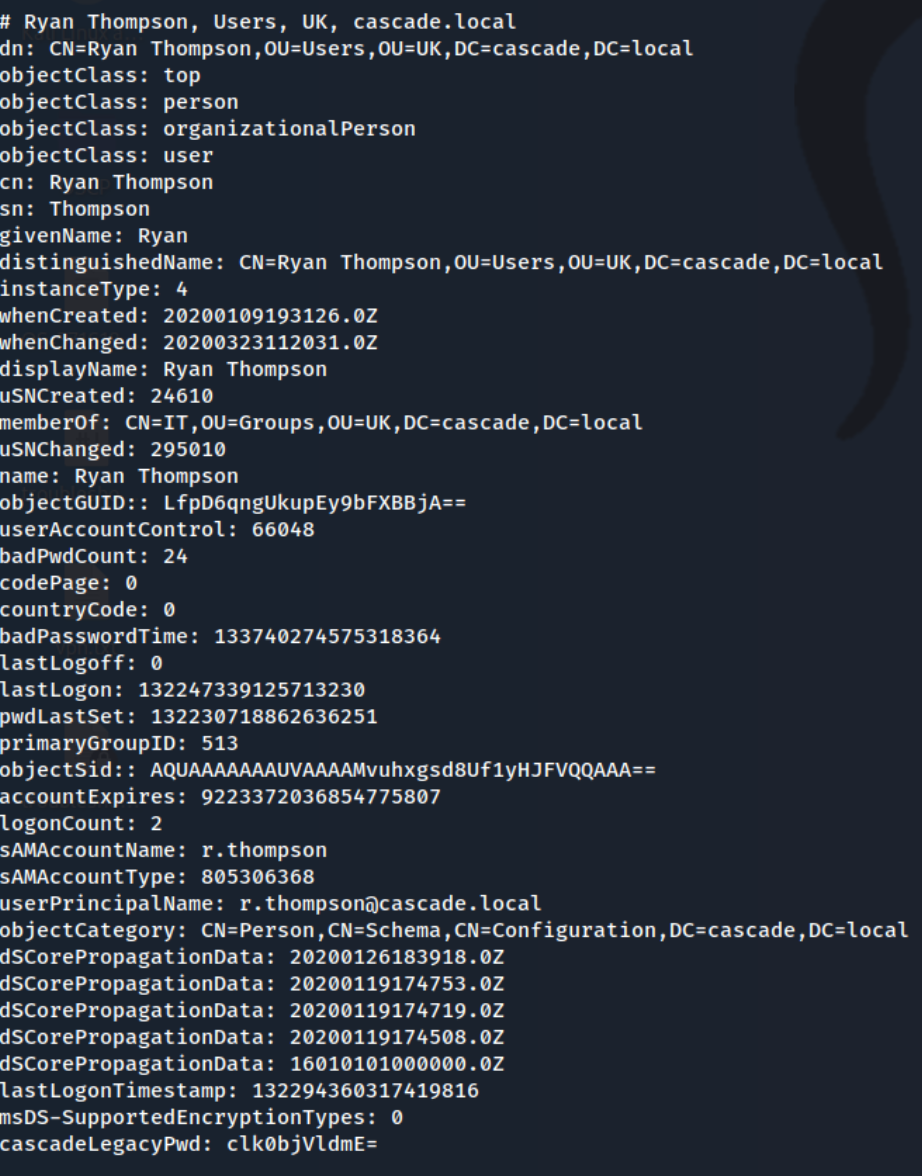 # Ryan Thompson, Users, UK, cascade.local
dn: CN=Ryan Thompson,OU=Users,OU=UK,DC=cascade,DC=local
objectClass: top
objectClass: person
objectClass: organizationalPerson
objectClass: user
cn: Ryan Thompson
sn: Thompson
givenName: Ryan
distinguishedName: CN=Ryan Thompson,OU=Users,OU=UK,DC=cascade,DC=local
instanceType: 4
whenCreated: 20200109193126.0Z
whenChanged: 20200323112031.0Z
displayName: Ryan Thompson
uSNCreated: 24610
memberOf: CN=IT,OU=Groups,OU=UK,DC=cascade,DC=local
uSNChanged: 295010
name: Ryan Thompson
objectGUID:: LfpD6qngUkupEy9bFXBBjA==
userAccountControl: 66048
badPwdCount: 24
codePage: 0
countryCode: 0
badPasswordTime: 133740274575318364
lastLogoff: 0
lastLogon: 132247339125713230
pwdLastSet: 132230718862636251
primaryGroupID: 513
objectSid:: AQUAAAAAAAUVAAAAMvuhxgsd8Uf1yHJFVQQAAA==
accountExpires: 9223372036854775807
logonCount: 2
sAMAccountName: r.thompson
sAMAccountType: 805306368
userPrincipalName: r.thompson@cascade.local
objectCategory: CN=Person,CN=Schema,CN=Configuration,DC=cascade,DC=local
dSCorePropagationData: 20200126183918.0Z
dSCorePropagationData: 20200119174753.0Z
dSCorePropagationData: 20200119174719.0Z
dSCorePropagationData: 20200119174508.0Z
dSCorePropagationData: 16010101000000.0Z
lastLogonTimestamp: 132294360317419816
msDS-SupportedEncryptionTypes: 0
cascadeLegacyPwd: clk0bjVldmE=